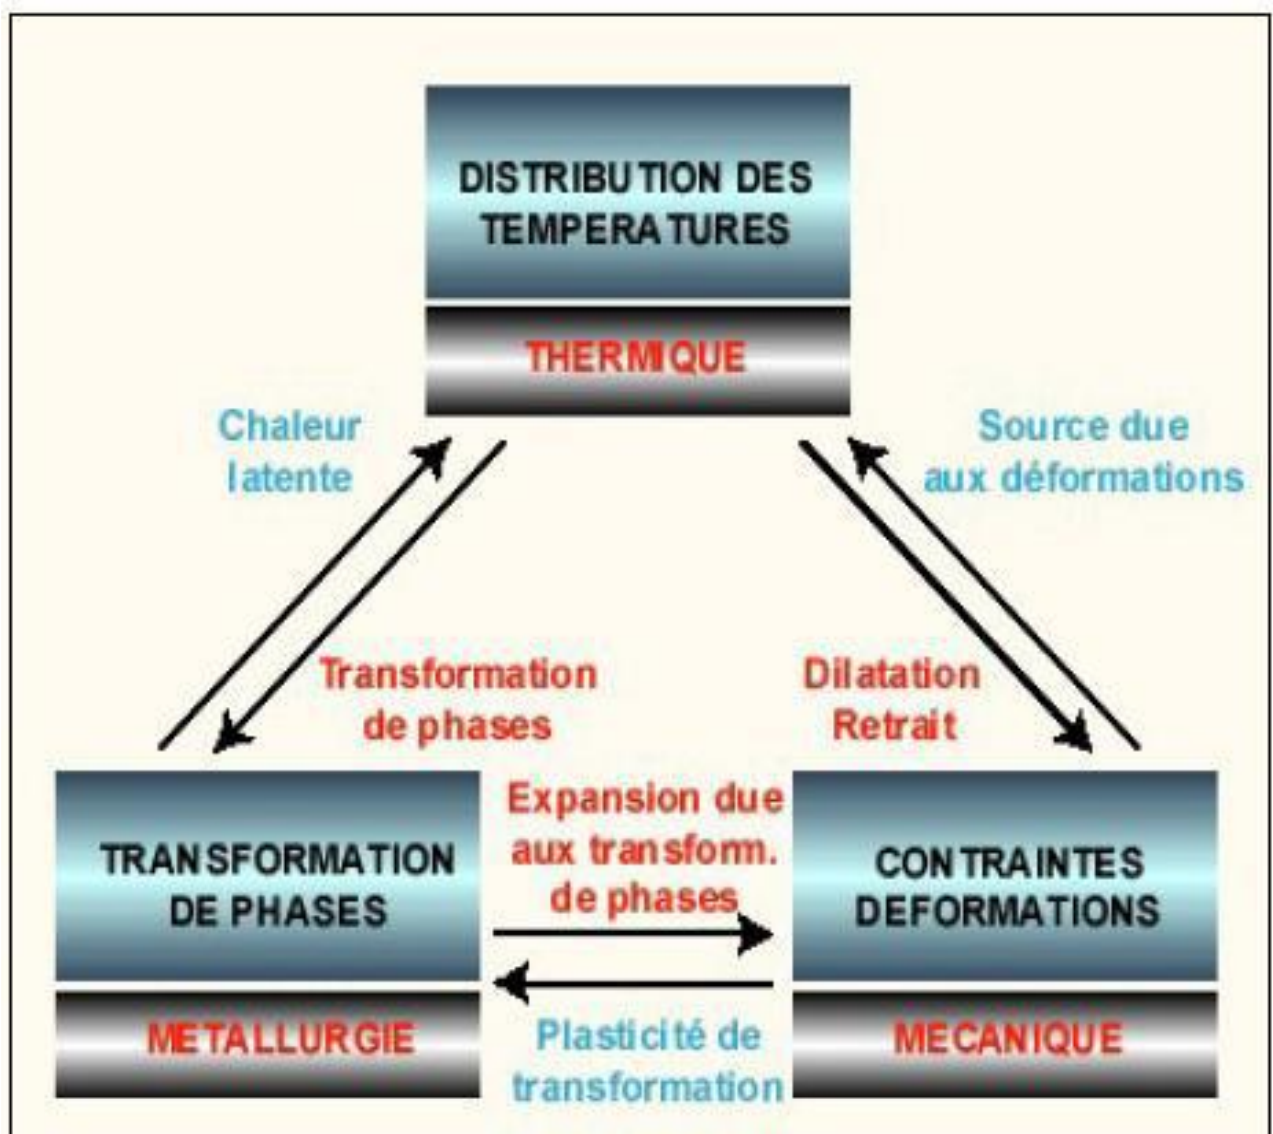 DISTRIBUTION DES
TEMPERATURES
THERMIQUE
Chaleur
latente
Source due
aux déformations
Transformation
de phases
Dilatation
Retrait
TRANSFORMATION
DE PHASES
METALLURGIE
Expansion due
aux transform.
de phases
Plasticité de
transformation
CONTRAINTES
DEFORMATIONS
MECANIQUE